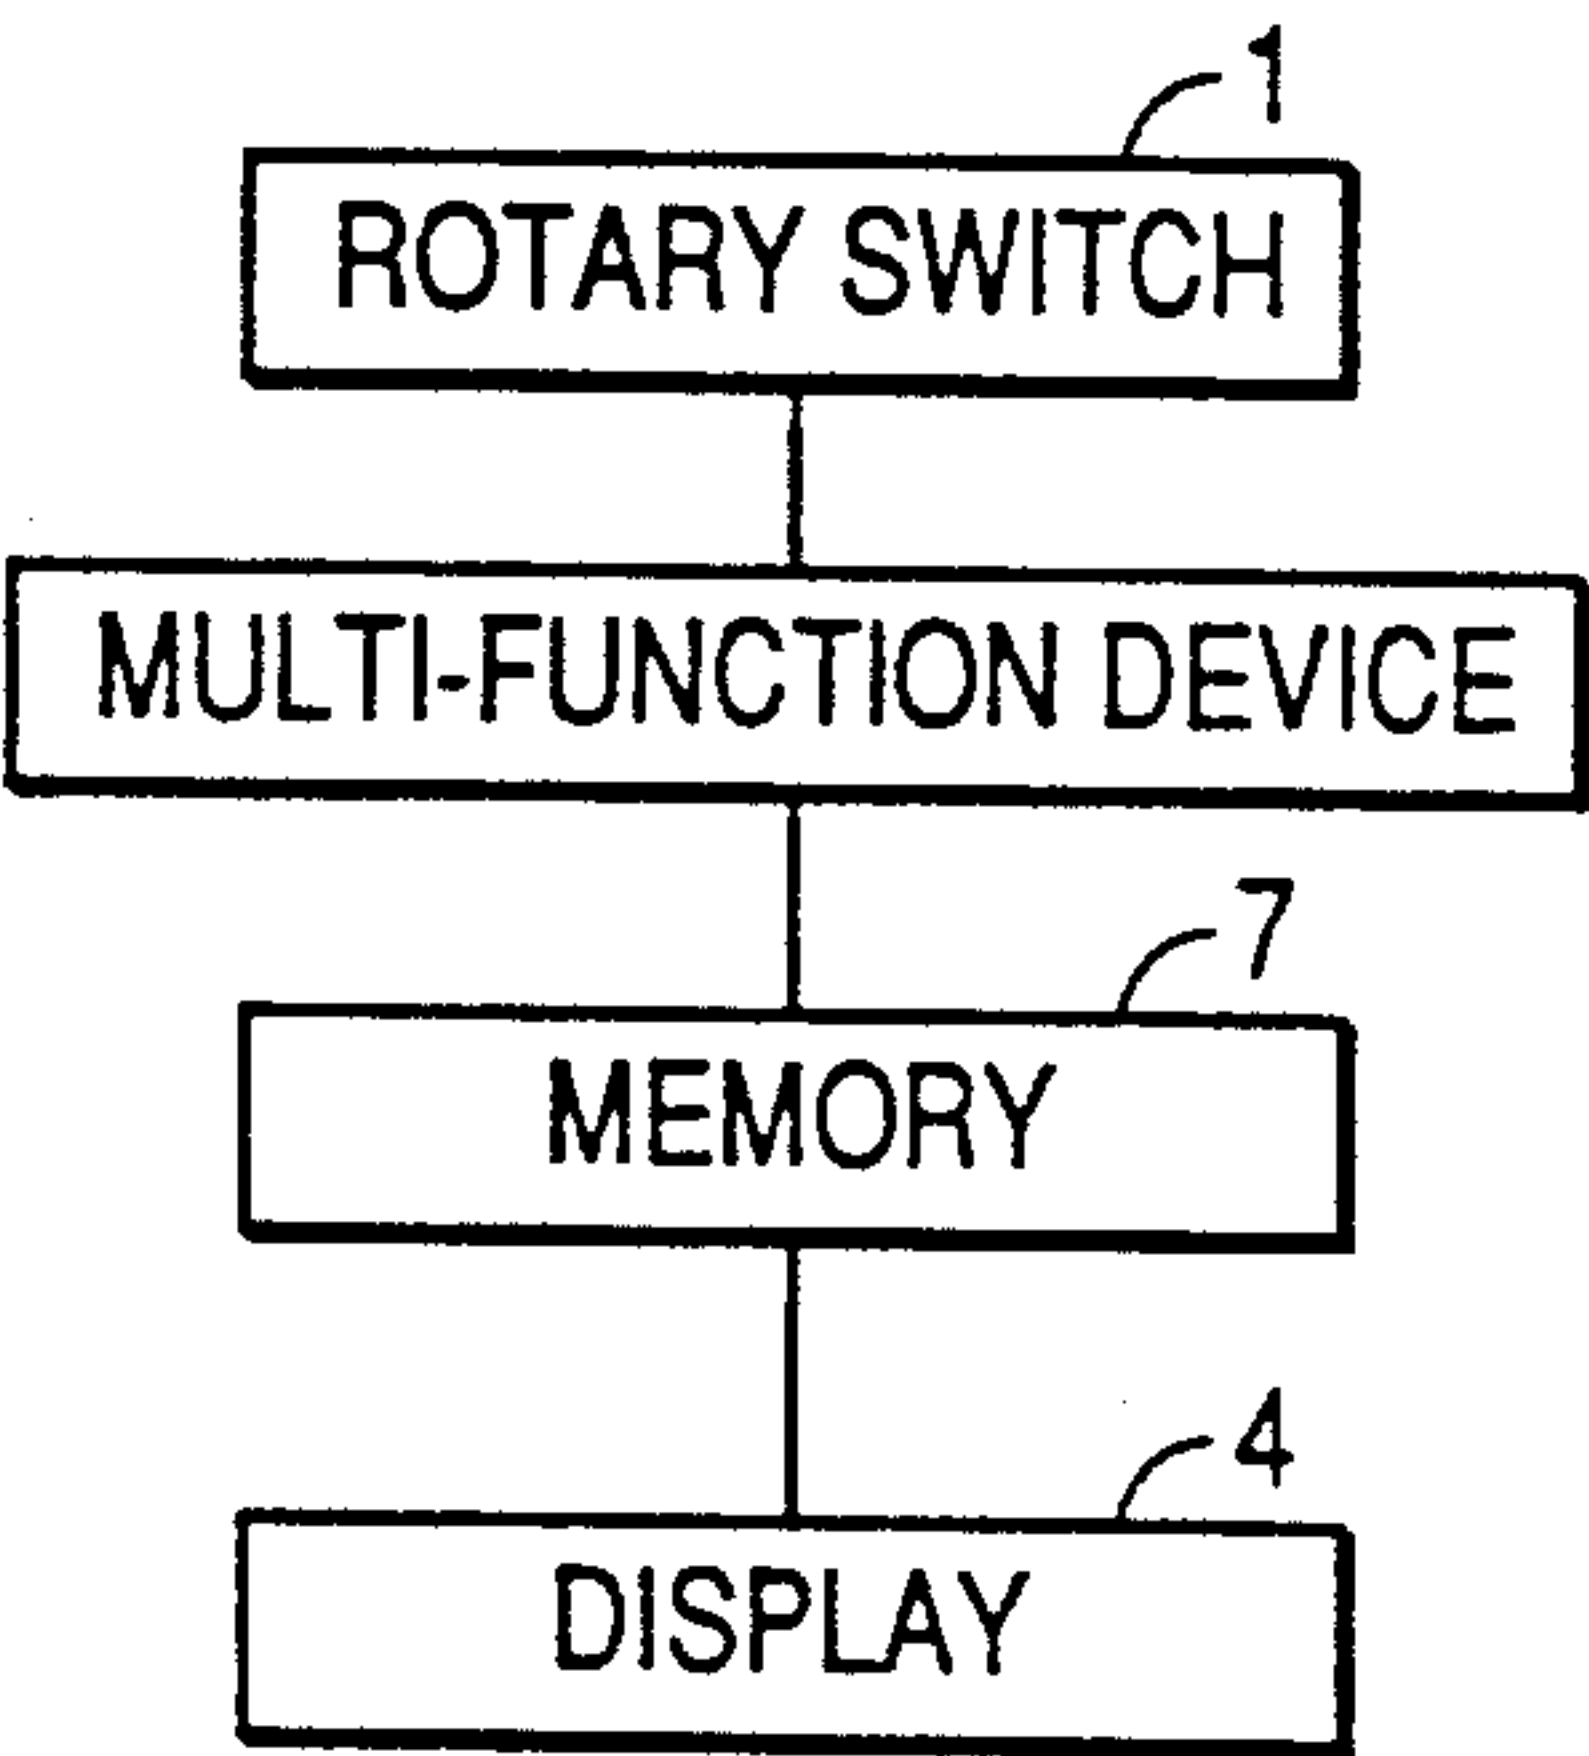 1
ROTARY SWITCH
MULTI-FUNCTION DEVICE
7
MEMORY
4
DISPLAY